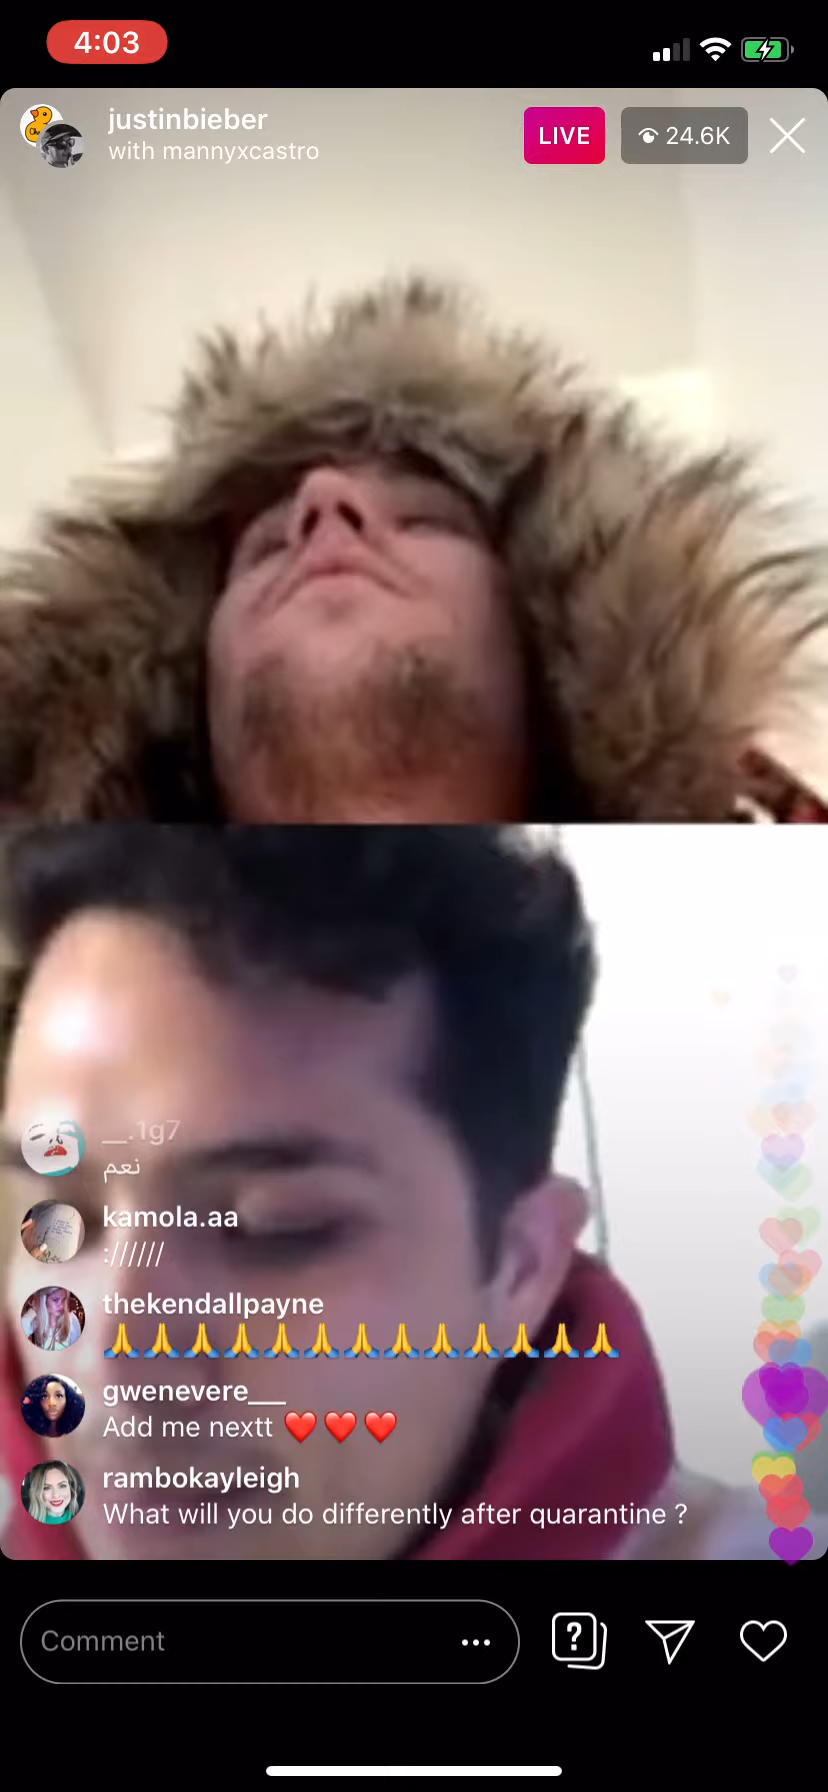 4:03
justinbieber
with mannyxcastro
LIVE
24.6K
__.1g7
نعم
kamola.aa
://////
thekendallpayne
🙏🙏🙏🙏🙏🙏🙏🙏🙏🙏🙏🙏🙏
gwenevere___
Add me nextt ❤️❤️❤️
rambokayleigh
What will you do differently after quarantine ?
Comment